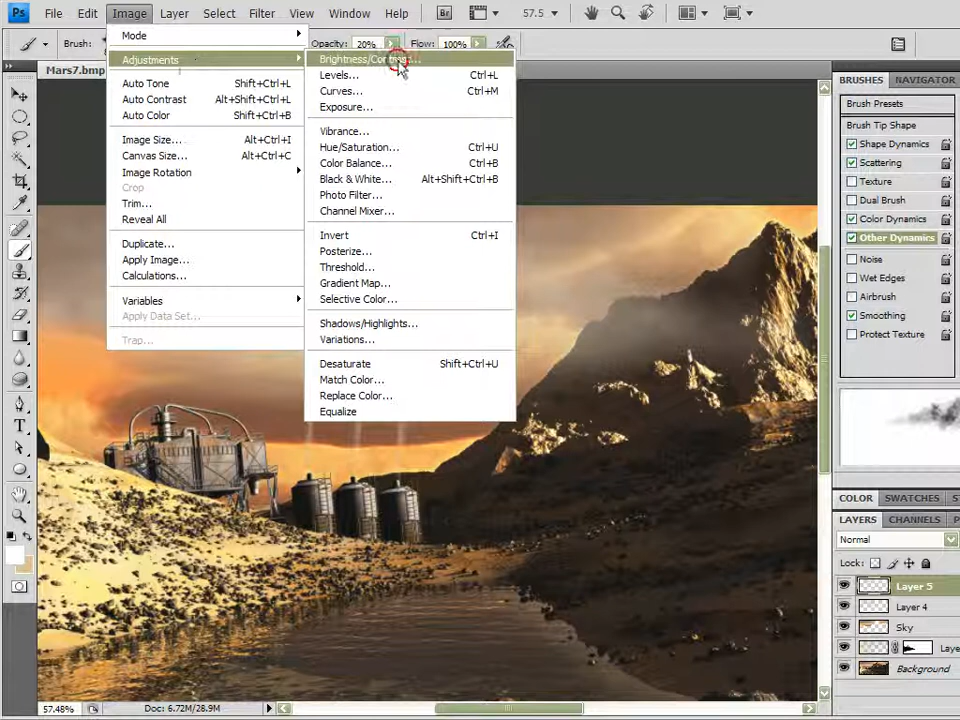 Ps File Edit Image Layer Select Filter View Window Help Br 57.5
Brush: Opacity: 20% Flow: 100%
Mars7.bmp
Mode
Adjustments
Auto Tone Shift+Ctrl+L
Auto Contrast Alt+Shift+Ctrl+L
Auto Color Shift+Ctrl+B
Image Size... Alt+Ctrl+I
Canvas Size... Alt+Ctrl+C
Image Rotation
Crop
Trim...
Reveal All
Duplicate...
Apply Image...
Calculations...
Variables
Apply Data Set...
Trap...
Levels... Ctrl+L
Curves... Ctrl+M
Exposure...
Vibrance...
Hue/Saturation... Ctrl+U
Color Balance... Ctrl+B
Black & White... Alt+Shift+Ctrl+B
Photo Filter...
Channel Mixer...
Invert Ctrl+I
Posterize...
Threshold...
Gradient Map...
Selective Color...
Shadows/Highlights...
Variations...
Desaturate Shift+Ctrl+U
Match Color...
Replace Color...
Equalize
BRUSHES NAVIGATOR
Brush Presets
Brush Tip Shape
Shape Dynamics
Scattering
Texture
Dual Brush
Color Dynamics
Other Dynamics
Noise
Wet Edges
Airbrush
Smoothing
Protect Texture
COLOR SWATCHES
LAYERS CHANNELS
Normal
Lock:
Layer 5
Layer 4
Sky
Background
57.48% Doc: 6.72M/28.9M